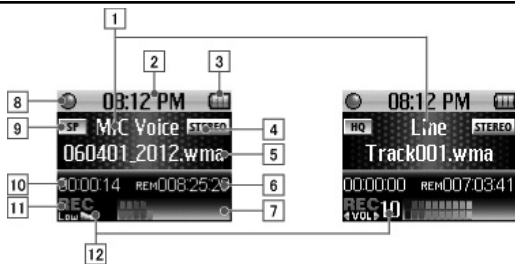 1
2
3
8 08:12 PM 08:12 PM
9 SP MIC Voice STEREO 4 HQ Line STEREO
060401_2012.wma 5 Track001.wma
10 00:00:14 REM008:25:20 6 00:00:00 REM007:03:41
11 REC 7 REC
LOW VOL 10
12